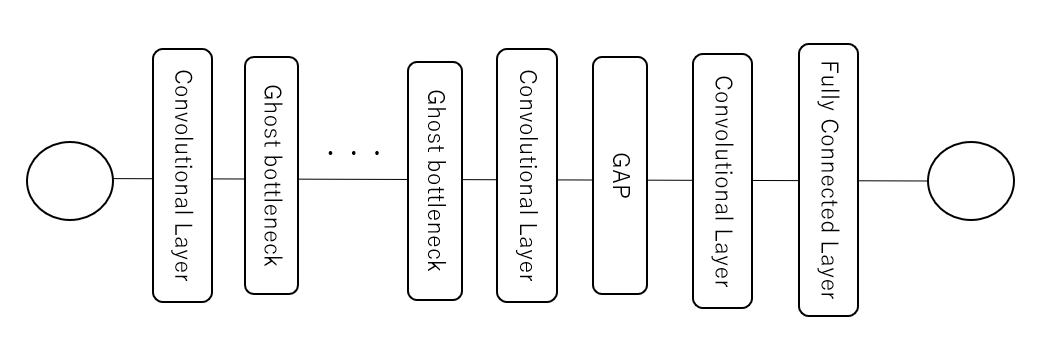 Convolutional Layer
Ghost bottleneck
. . .
Ghost bottleneck
Convolutional Layer
GAP
Convolutional Layer
Fully Connected Layer